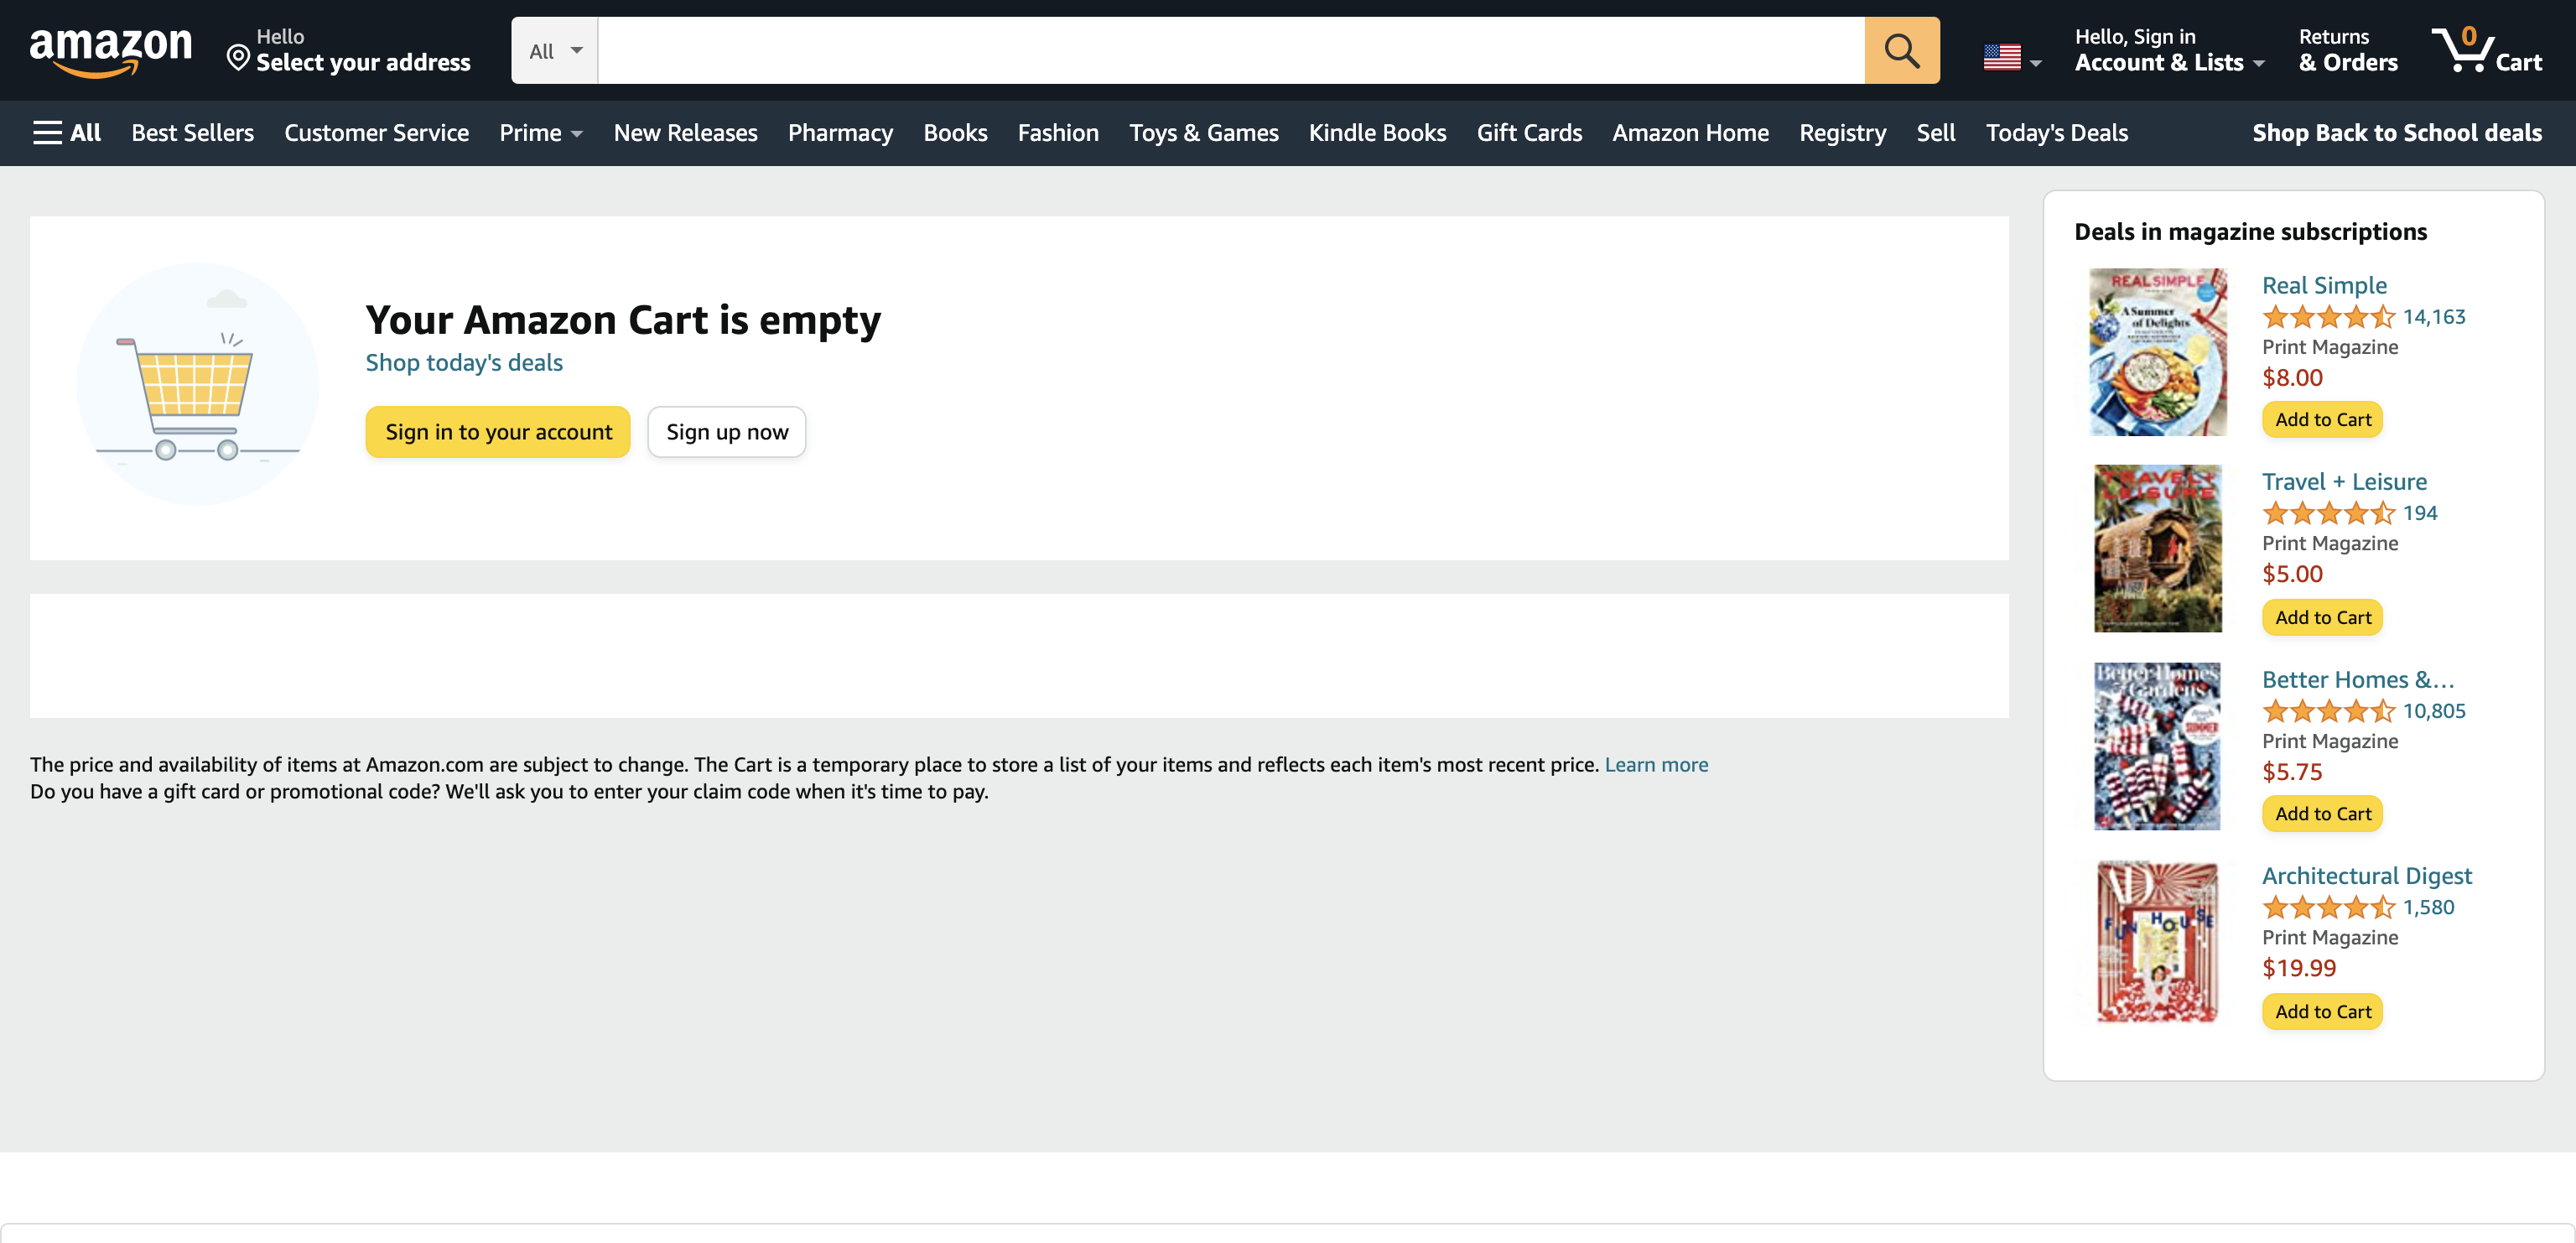 amazon
Hello
Select your address
All
Hello, Sign in
Account & Lists
Returns
& Orders
0
Cart
All
Best Sellers
Customer Service
Prime
New Releases
Pharmacy
Books
Fashion
Toys & Games
Kindle Books
Gift Cards
Amazon Home
Registry
Sell
Today's Deals
Shop Back to School deals
Your Amazon Cart is empty
Shop today's deals
Sign in to your account
Sign up now
The price and availability of items at Amazon.com are subject to change. The Cart is a temporary place to store a list of your items and reflects each item's most recent price. Learn more
Do you have a gift card or promotional code? We'll ask you to enter your claim code when it's time to pay.
Deals in magazine subscriptions
REAL SIMPLE
A Summer
of Delights
Real Simple
14,163
Print Magazine
$8.00
Add to Cart
TRAVEL+
LEISURE
Travel + Leisure
194
Print Magazine
$5.00
Add to Cart
Better Homes
& Gardens
SUMMER
Better Homes &...
10,805
Print Magazine
$5.75
Add to Cart
AD
FUN HOUSE
Architectural Digest
1,580
Print Magazine
$19.99
Add to Cart